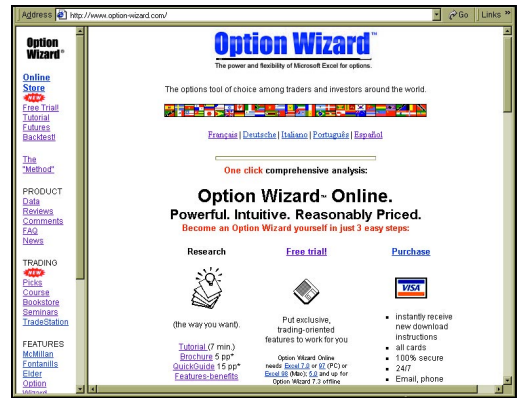 Address http://www.option-wizard.com/ Go Links »
Option
Wizard®
Online
Store
NEW
Free Trial!
Tutorial
Futures
Backtest!
The
"Method"
PRODUCT
Data
Reviews
Comments
FAQ
News
TRADING
NEW
Picks
Course
Bookstore
Seminars
TradeStation
FEATURES
McMillan
Fontanills
Elder
Option
Wizard
Option Wizard™
The power and flexibility of Microsoft Excel for options.
The options tool of choice among traders and investors around the world.
Français | Deutsche | Italiano | Português | Español
One click comprehensive analysis:
Option Wizard™ Online.
Powerful. Intuitive. Reasonably Priced.
Become an Option Wizard yourself in just 3 easy steps:
Research
(the way you want).
Tutorial (7 min.)
Brochure 5 pp*
QuickGuide 15 pp*
Features-benefits
Free trial!
Put exclusive,
trading-oriented
features to work for you
Option Wizard Online
needs Excel 7.0 or 97 (PC) or
Excel 98 (Mac); 5.0 and up for
Option Wizard 7.3 offline
Purchase
VISA
▪ instantly receive
new download
instructions
▪ all cards
▪ 100% secure
▪ 24/7
▪ Email, phone